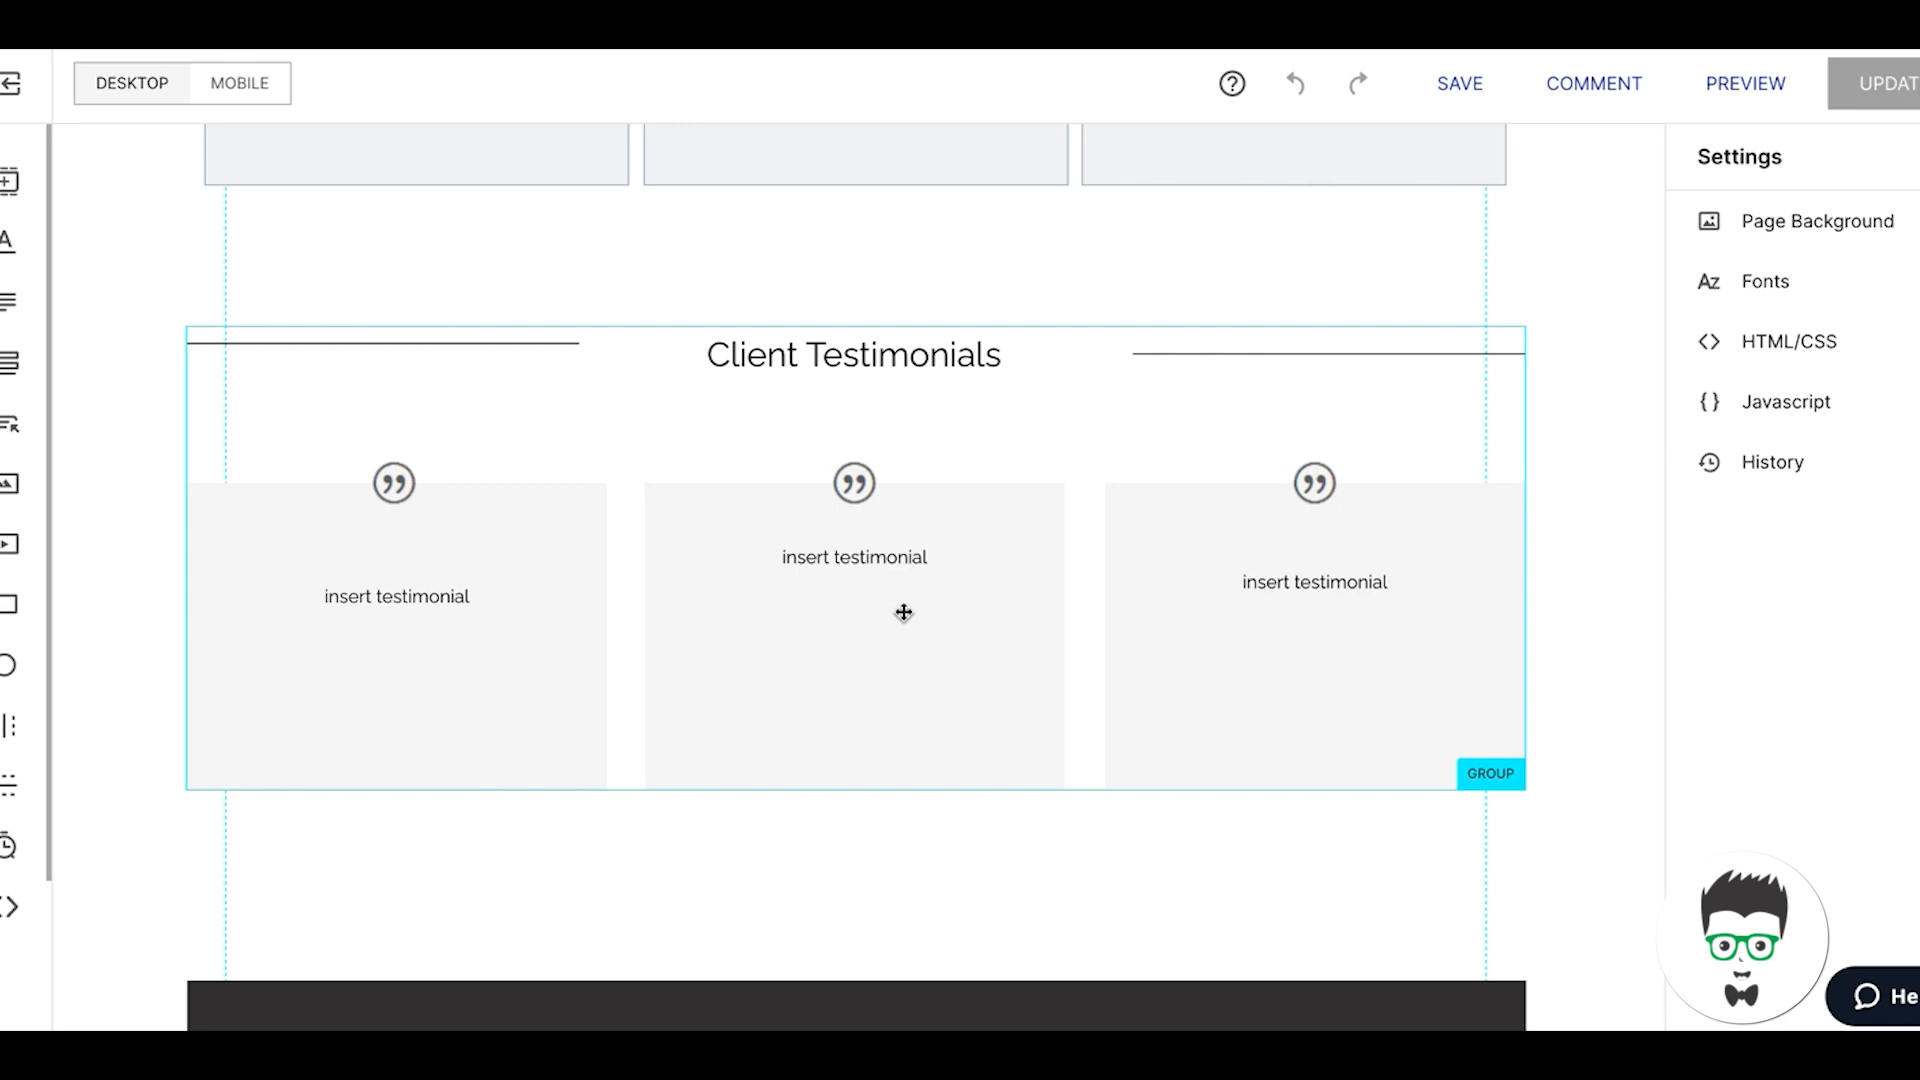 DESKTOP MOBILE SAVE COMMENT PREVIEW UPDAT
Settings
Page Background
Fonts
HTML/CSS
Javascript
History
Client Testimonials
insert testimonial
insert testimonial
insert testimonial
GROUP
He